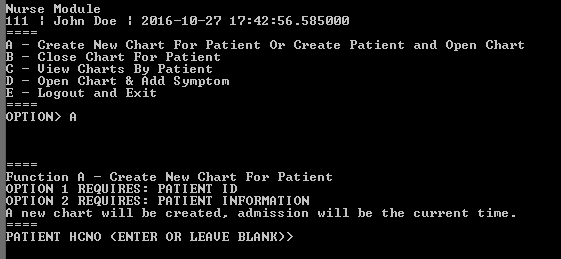 Nurse Module
111 | John Doe | 2016-10-27 17:42:56.585000
====
A - Create New Chart For Patient Or Create Patient and Open Chart
B - Close Chart For Patient
C - View Charts By Patient
D - Open Chart & Add Symptom
E - Logout and Exit
====
OPTION> A
====
Function A - Create New Chart For Patient
OPTION 1 REQUIRES: PATIENT ID
OPTION 2 REQUIRES: PATIENT INFORMATION
A new chart will be created, admission will be the current time.
====
PATIENT HCNO <ENTER OR LEAVE BLANK>>